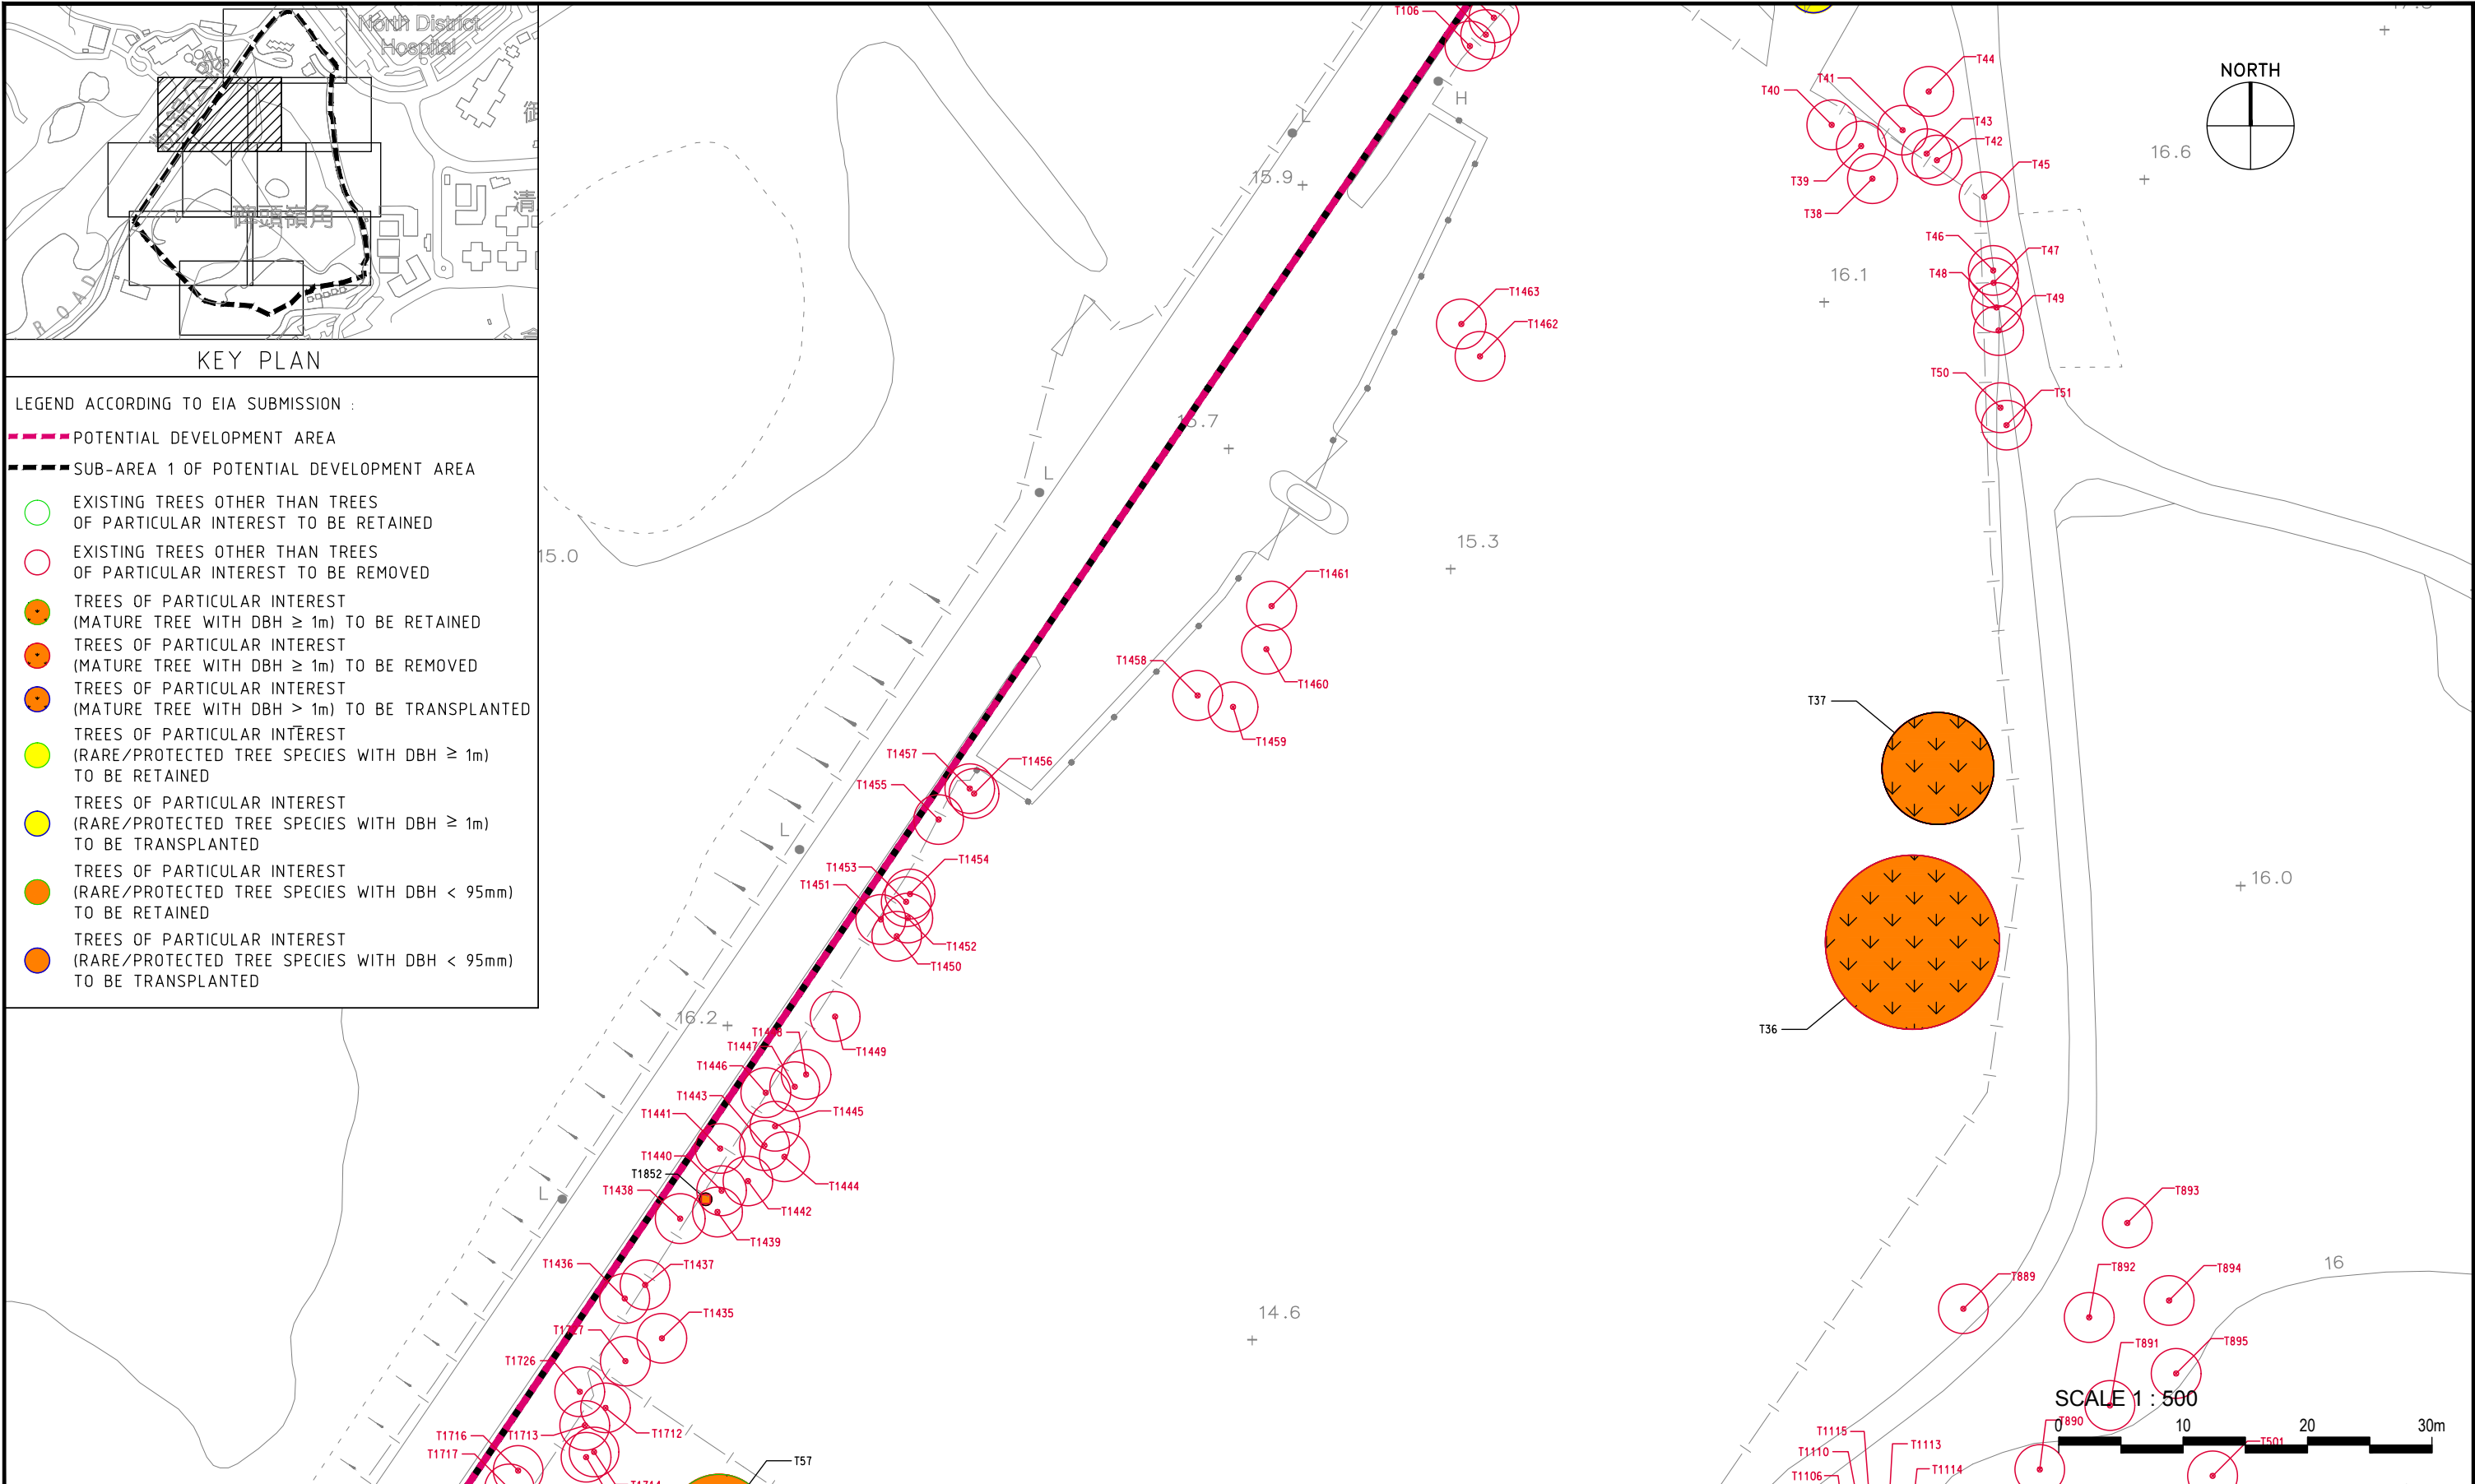 North District
Hospital
御
清
碑頭嶺角
ROAD
KEY PLAN
LEGEND ACCORDING TO EIA SUBMISSION :
POTENTIAL DEVELOPMENT AREA
SUB-AREA 1 OF POTENTIAL DEVELOPMENT AREA
EXISTING TREES OTHER THAN TREES
OF PARTICULAR INTEREST TO BE RETAINED
EXISTING TREES OTHER THAN TREES
OF PARTICULAR INTEREST TO BE REMOVED
TREES OF PARTICULAR INTEREST
(MATURE TREE WITH DBH ≥ 1m) TO BE RETAINED
TREES OF PARTICULAR INTEREST
(MATURE TREE WITH DBH ≥ 1m) TO BE REMOVED
TREES OF PARTICULAR INTEREST
(MATURE TREE WITH DBH ≥ 1m) TO BE TRANSPLANTED
TREES OF PARTICULAR INTEREST
(RARE/PROTECTED TREE SPECIES WITH DBH ≥ 1m)
TO BE RETAINED
TREES OF PARTICULAR INTEREST
(RARE/PROTECTED TREE SPECIES WITH DBH ≥ 1m)
TO BE TRANSPLANTED
TREES OF PARTICULAR INTEREST
(RARE/PROTECTED TREE SPECIES WITH DBH < 95mm)
TO BE RETAINED
TREES OF PARTICULAR INTEREST
(RARE/PROTECTED TREE SPECIES WITH DBH < 95mm)
TO BE TRANSPLANTED
T106
H
L
15.9
T44
T41
T40
T43
T42
T39
T38
T45
16.6
NORTH
T46
T47
T48
T49
16.1
T50
T51
T1463
T1462
L
15.0
15.3
T1461
T1458
T1460
T1459
T37
T1457
T1456
T1455
L
T1454
T1453
T1451
T1452
T1450
16.0
T36
16.2
T1449
T1447
T1446
T1443
T1441
T1445
T1440
T1852
T1438
T1444
T1442
T1439
L
T1436
T1437
T1435
T1726
T1712
T1713
T1716
T1717
T57
14.6
T893
T889
T892
T894
16
T891
T895
SCALE 1 : 500
0 10 20 30m
T890
T501
T1115
T1110
T1106
T1113
T1114